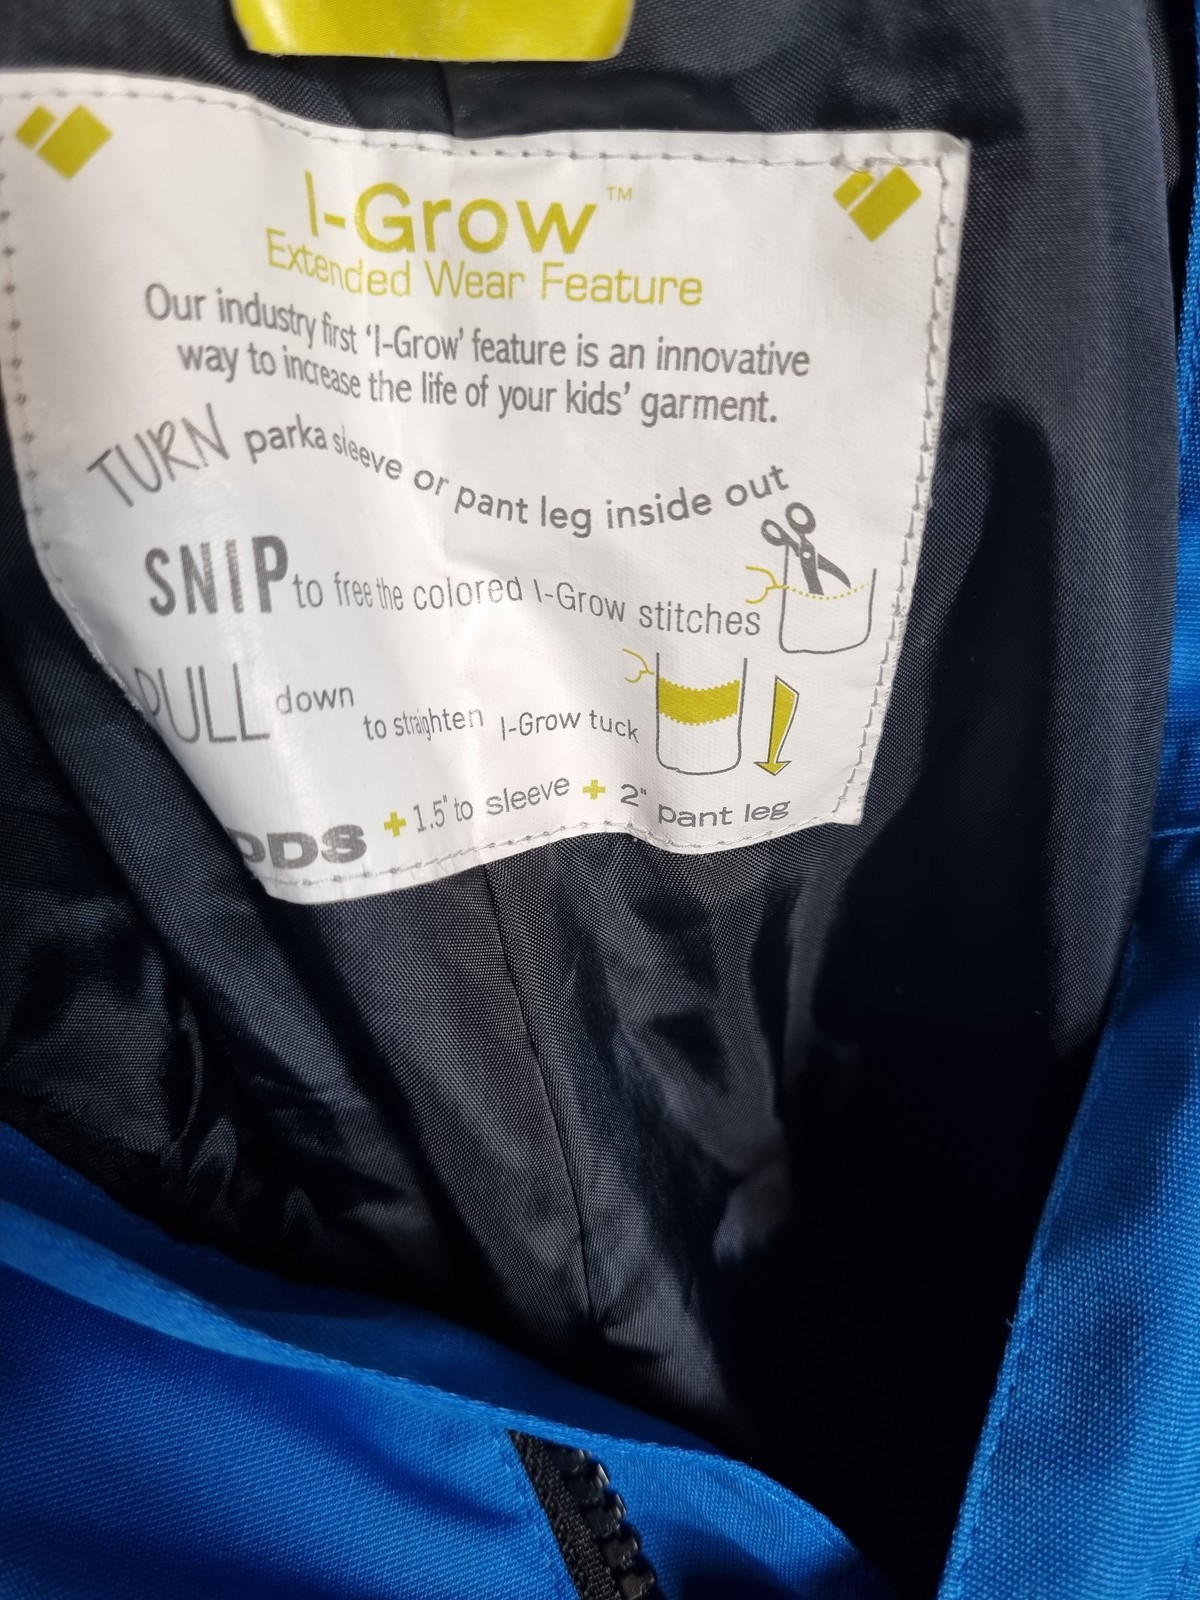 I-Grow™
Extended Wear Feature
Our industry first 'I-Grow' feature is an innovative
way to increase the life of your kids' garment.
TURN parka sleeve or pant leg inside out
SNIP to free the colored I-Grow stitches
PULL down to straighten I-Grow tuck
+ 1.5" to sleeve + 2" pant leg